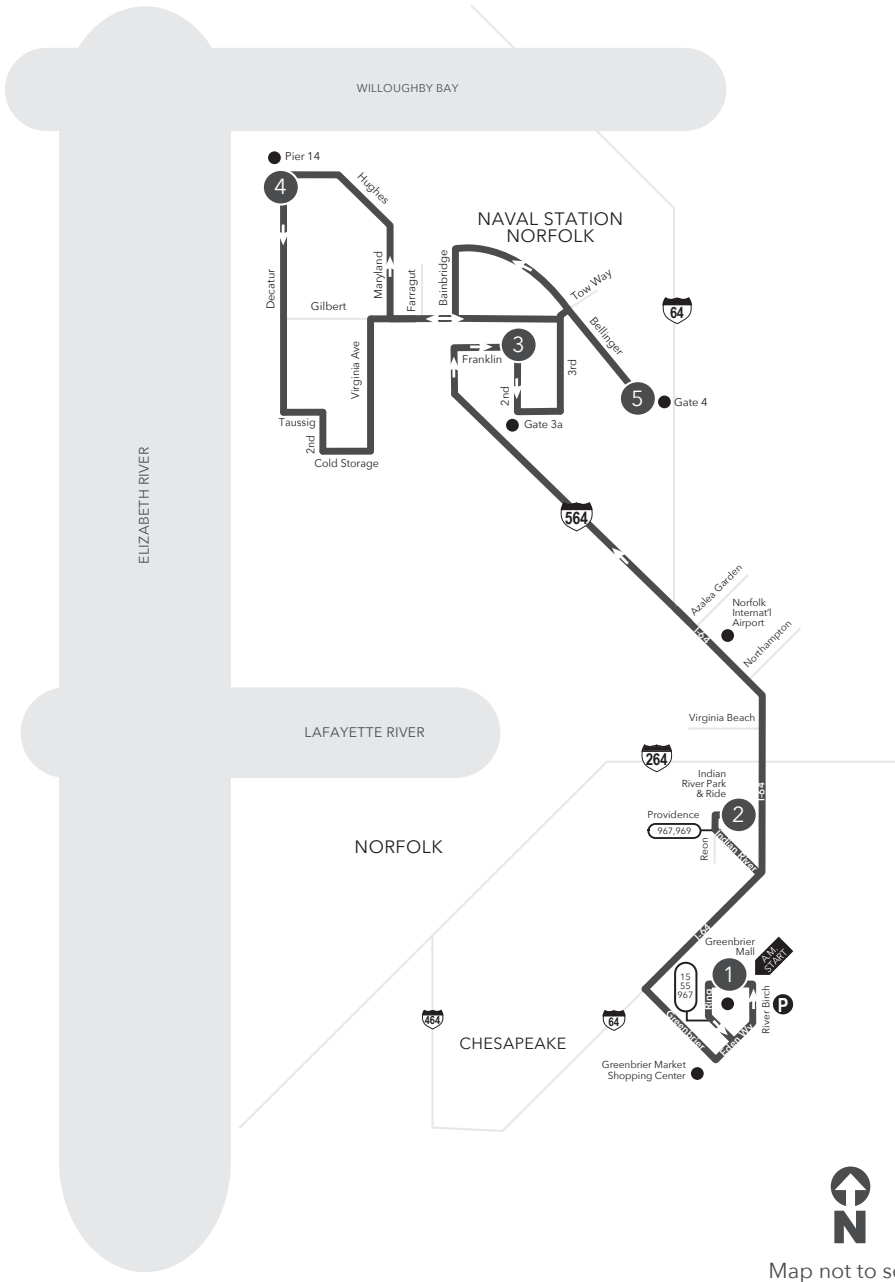 WILLOUGHBY BAY
Pier 14
4
Hughes
NAVAL STATION
NORFOLK
Decatur
Maryland
Farragut
Bainbridge
Tow Way
Gilbert
64
Bellinger
Virginia Ave
3
Franklin
3rd
2nd
5
Gate 4
Taussig
2nd
Gate 3a
Cold Storage
ELIZABETH RIVER
564
Azalea Garden
Norfolk
Internat'l
Airport
I-64
Northampton
Virginia Beach
LAFAYETTE RIVER
264
Indian
River Park
& Ride
I-64
2
Providence
967,969
Indian River
Reon
NORFOLK
I-64
Greenbrier
Mall
A.M.
START
1
15
55
967
Ring
River Birch
P
464
64
Greenbrier
Eden Wy
CHESAPEAKE
Greenbrier Market
Shopping Center
N
Map not to s